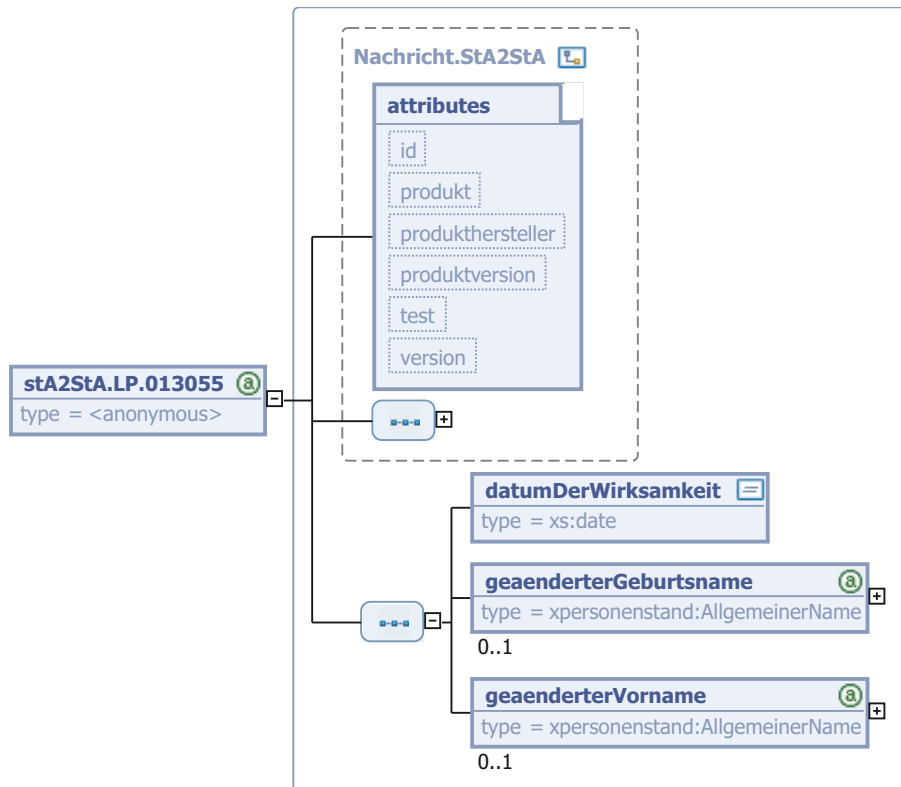 Nachricht.StA2StA
attributes
id
produkt
produkthersteller
produktversion
test
version
stA2StA.LP.013055
type = <anonymous>
datumDerWirksamkeit
type = xs:date
geaenderterGeburtsname
type = xpersonenstand:AllgemeinerName
0..1
geaenderterVorname
type = xpersonenstand:AllgemeinerName
0..1